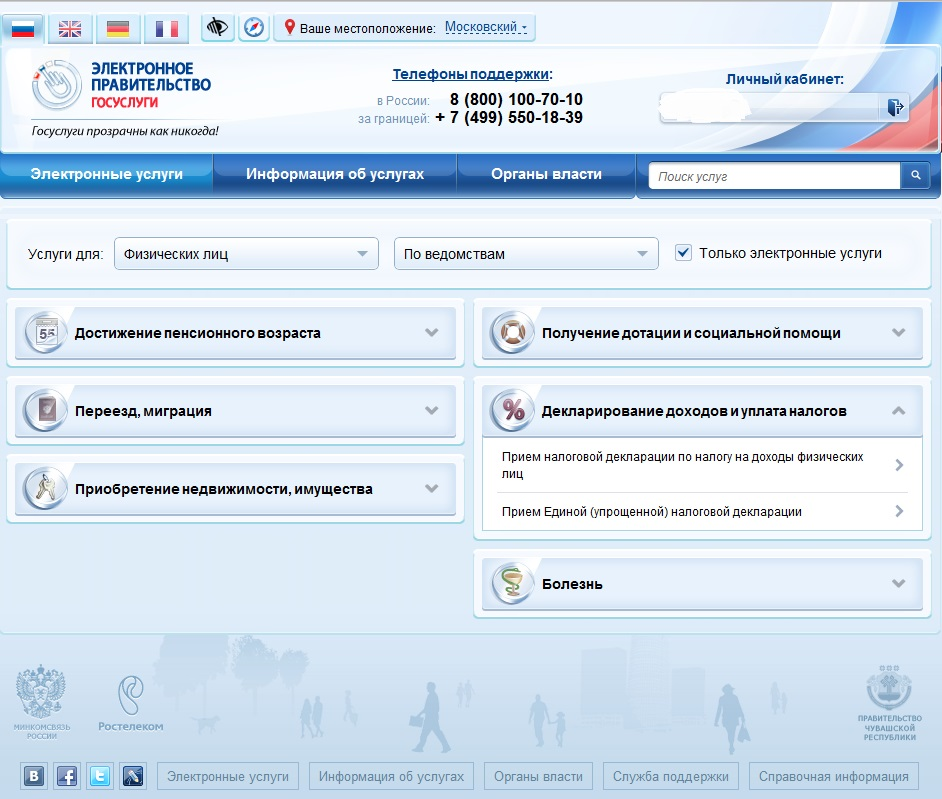 Ваше местоположение: Московский
ЭЛЕКТРОННОЕ
ПРАВИТЕЛЬСТВО
ГОСУСЛУГИ
Госуслуги прозрачны как никогда!
Телефоны поддержки:
в России: 8 (800) 100-70-10
за границей: + 7 (499) 550-18-39
Личный кабинет:
Электронные услуги
Информация об услугах
Органы власти
Поиск услуг
Услуги для:
Физических лиц
По ведомствам
Только электронные услуги
55
Достижение пенсионного возраста
Переезд, миграция
Приобретение недвижимости, имущества
Получение дотации и социальной помощи
%
Декларирование доходов и уплата налогов
Прием налоговой декларации по налогу на доходы физических
лиц
Прием Единой (упрощенной) налоговой декларации
Болезнь
МИНКОМСВЯЗЬ
РОССИИ
Ростелеком
ПРАВИТЕЛЬСТВО
ЧУВАШСКОЙ
РЕСПУБЛИКИ
Электронные услуги
Информация об услугах
Органы власти
Служба поддержки
Справочная информация